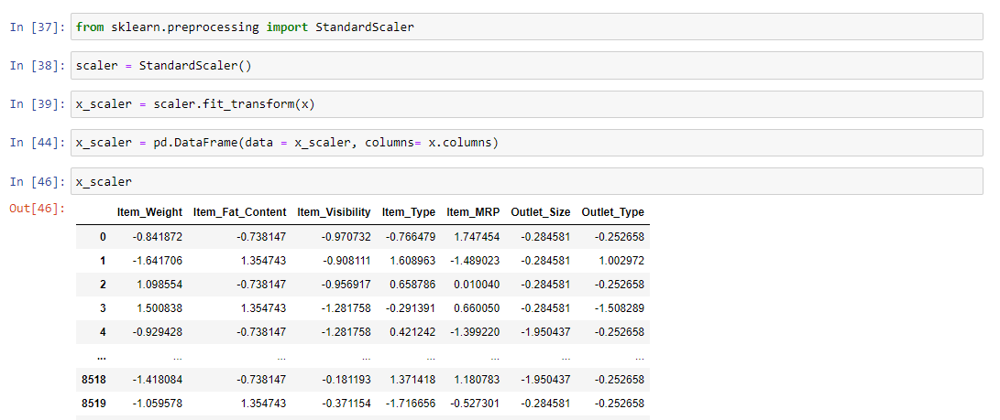 In [37]: from sklearn.preprocessing import StandardScaler
In [38]: scaler = StandardScaler()
In [39]: x_scaler = scaler.fit_transform(x)
In [44]: x_scaler = pd.DataFrame(data = x_scaler, columns= x.columns)
In [46]: x_scaler
Out[46]:
Item_Weight Item_Fat_Content Item_Visibility Item_Type Item_MRP Outlet_Size Outlet_Type
0 -0.841872 -0.738147 -0.970732 -0.766479 1.747454 -0.284581 -0.252658
1 -1.641706 1.354743 -0.908111 1.608963 -1.489023 -0.284581 1.002972
2 1.098554 -0.738147 -0.956917 0.658786 0.010040 -0.284581 -0.252658
3 1.500838 1.354743 -1.281758 -0.291391 0.660050 -0.284581 -1.508289
4 -0.929428 -0.738147 -1.281758 0.421242 -1.399220 -1.950437 -0.252658
... ... ... ... ... ... ... ...
8518 -1.418084 -0.738147 -0.181193 1.371418 1.180783 -1.950437 -0.252658
8519 -1.059578 1.354743 -0.371154 -1.716656 -0.527301 -0.284581 -0.252658